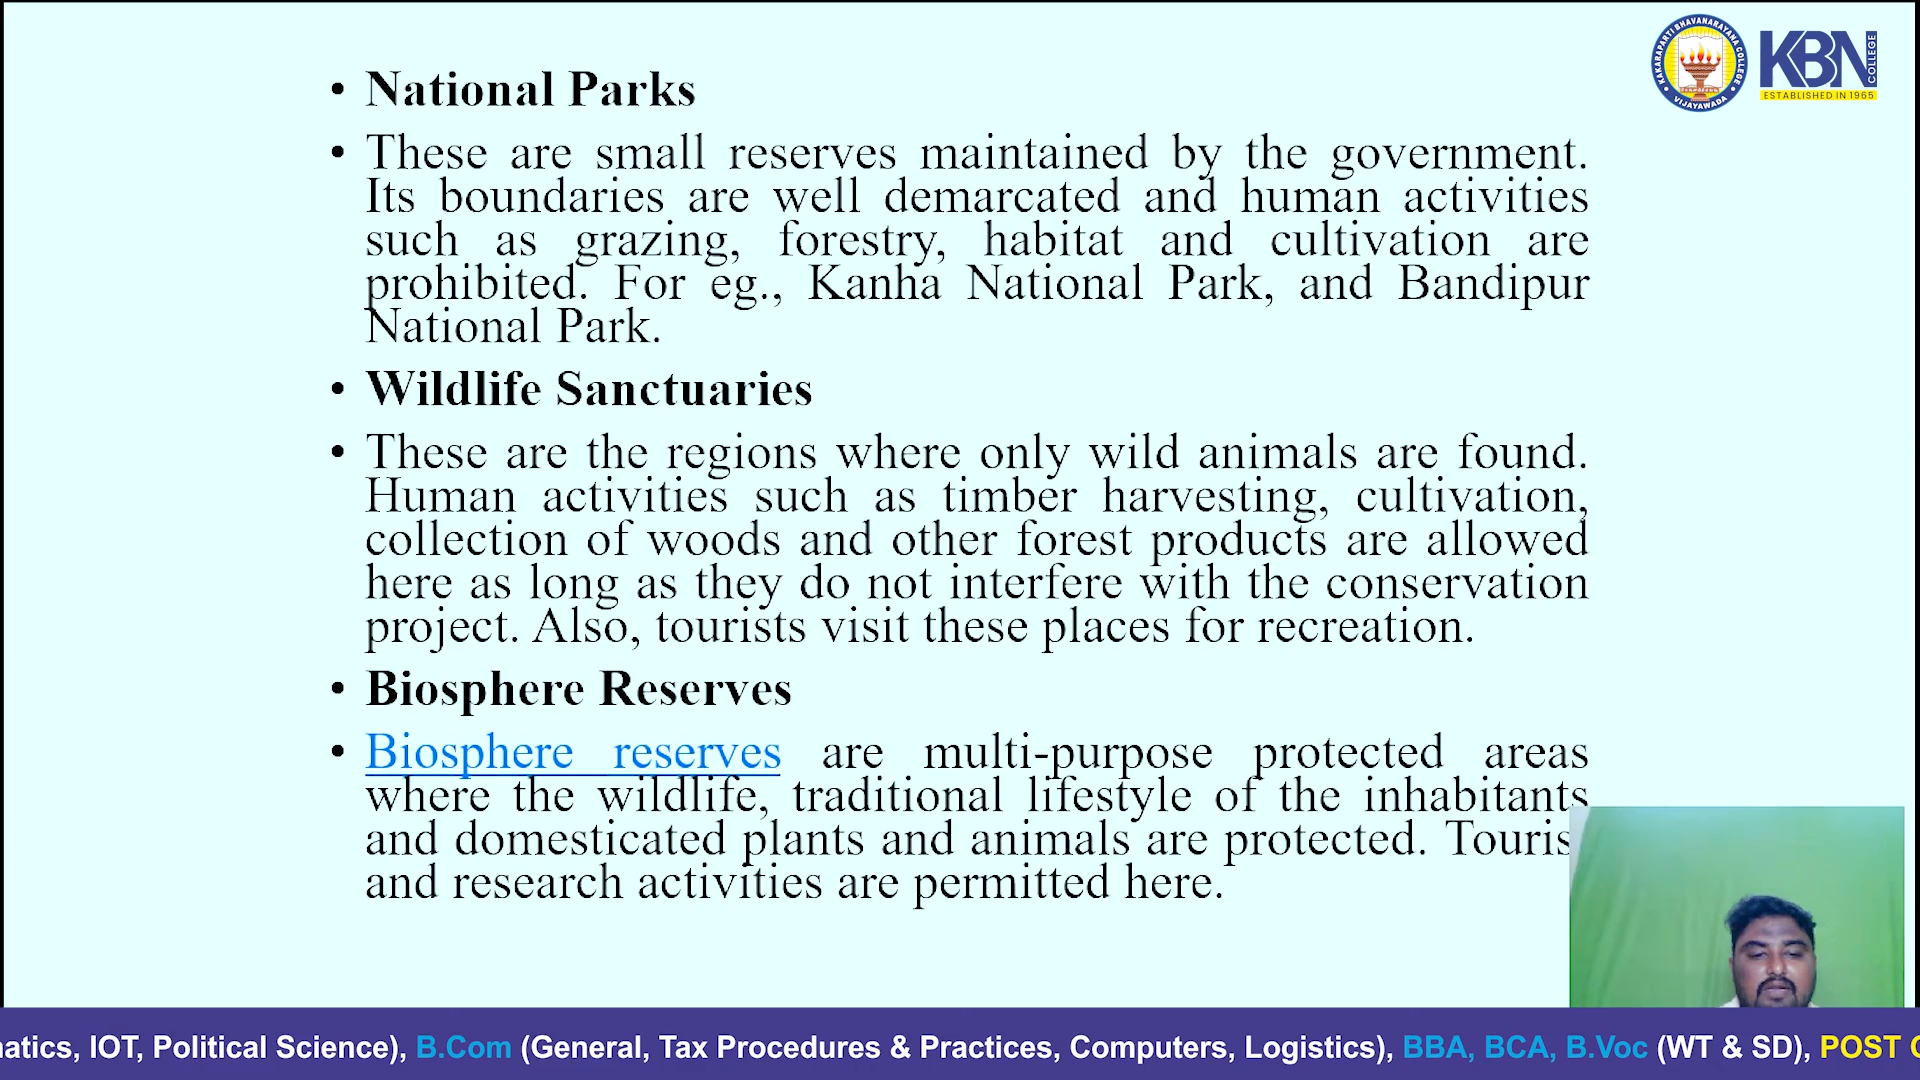 KAKARAPARTI BHAVANARAYANA COLLEGE
VIJAYAWADA
KBN
COLLEGE
ESTABLISHED IN 1965
• National Parks
• These are small reserves maintained by the government.
Its boundaries are well demarcated and human activities
such as grazing, forestry, habitat and cultivation are
prohibited. For eg., Kanha National Park, and Bandipur
National Park.
• Wildlife Sanctuaries
• These are the regions where only wild animals are found.
Human activities such as timber harvesting, cultivation,
collection of woods and other forest products are allowed
here as long as they do not interfere with the conservation
project. Also, tourists visit these places for recreation.
• Biosphere Reserves
• Biosphere reserves are multi-purpose protected areas
where the wildlife, traditional lifestyle of the inhabitants
and domesticated plants and animals are protected. Touris
and research activities are permitted here.
atics, IOT, Political Science), B.Com (General, Tax Procedures & Practices, Computers, Logistics), BBA, BCA, B.Voc (WT & SD), POST